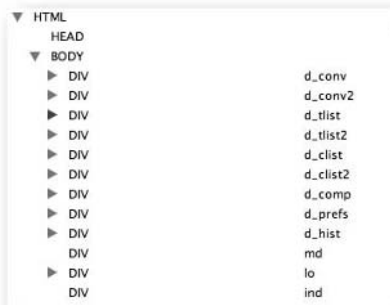 HTML
HEAD
BODY
DIV d_conv
DIV d_conv2
DIV d_tlist
DIV d_tlist2
DIV d_clist
DIV d_clist2
DIV d_comp
DIV d_prefs
DIV d_hist
DIV md
DIV lo
DIV ind